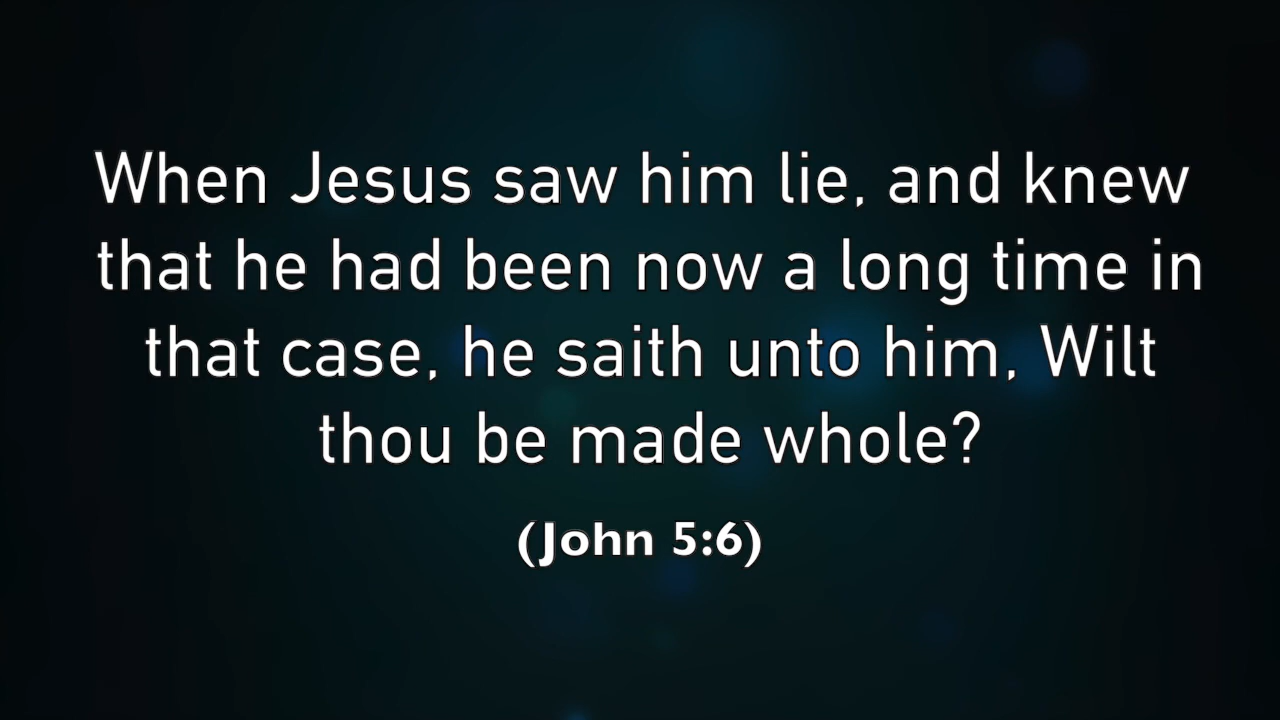 When Jesus saw him lie, and knew
that he had been now a long time in
that case, he saith unto him, Wilt
thou be made whole?
(John 5:6)